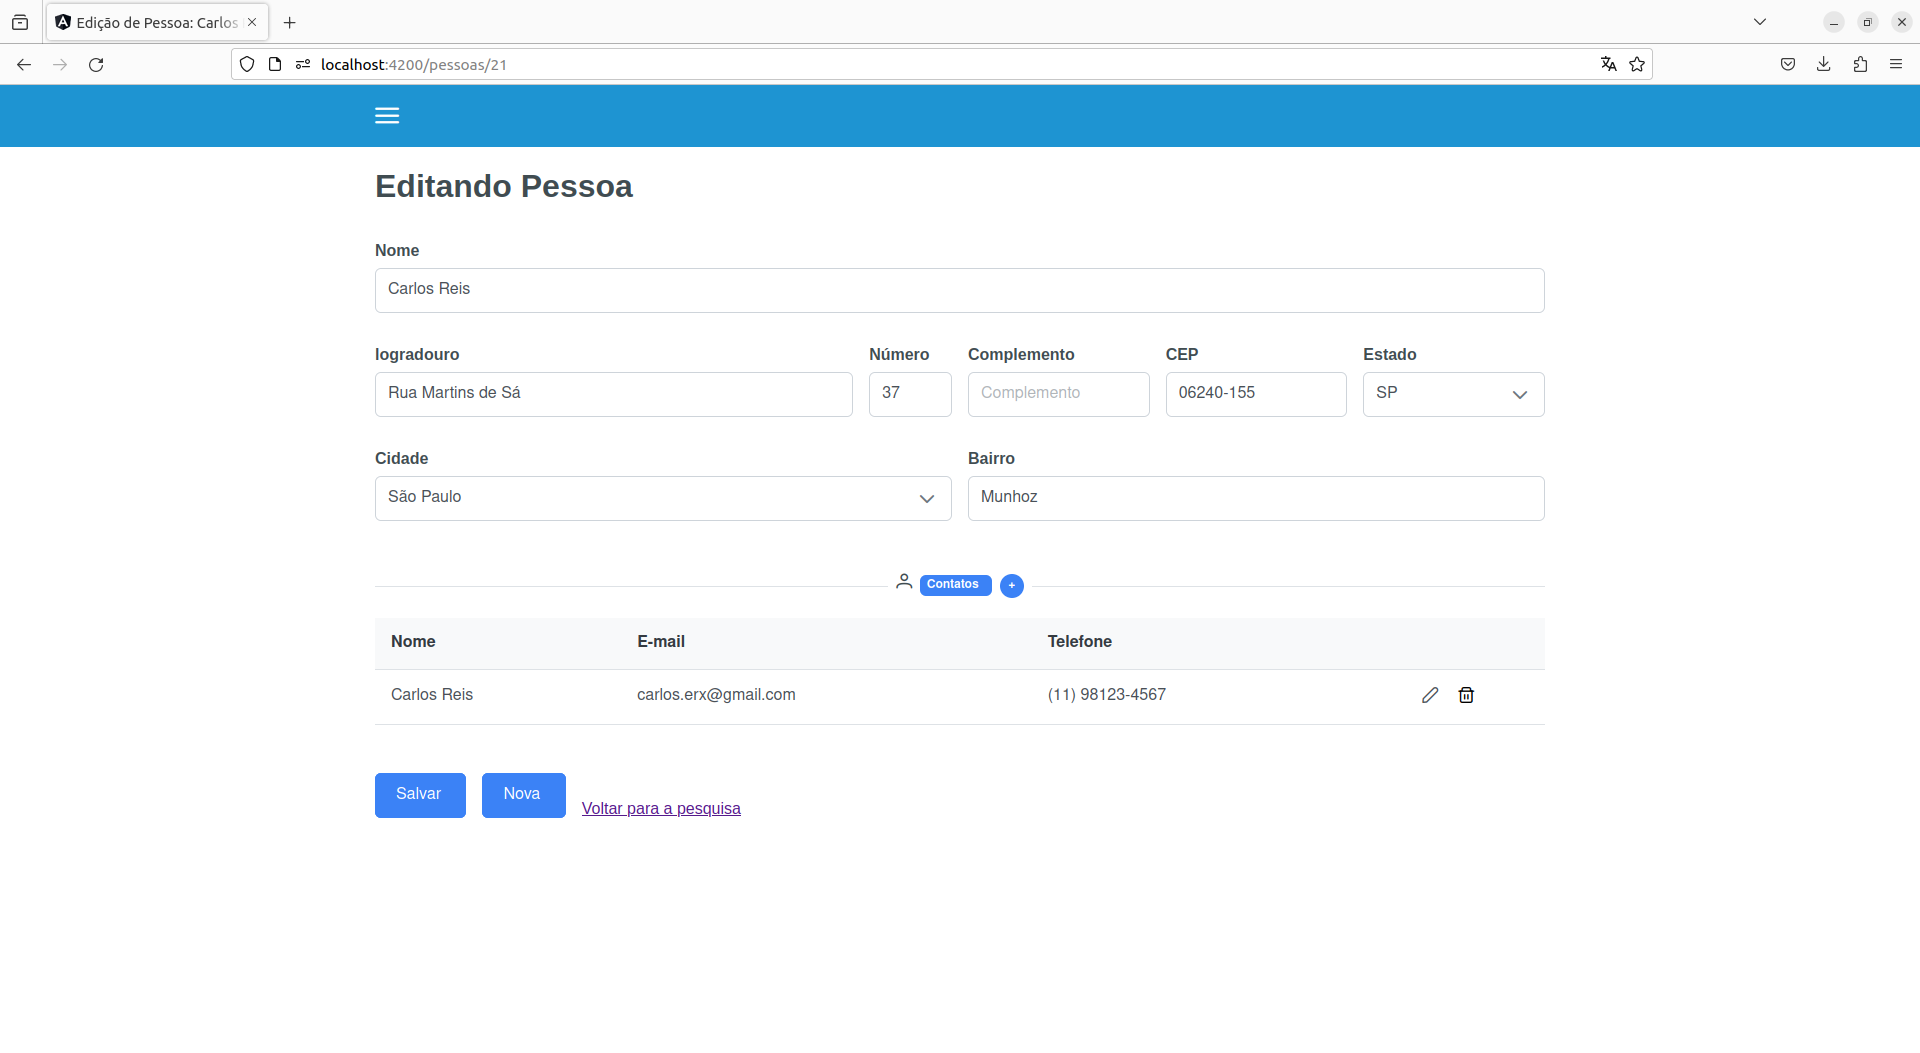 Edição de Pessoa: Carlos
localhost:4200/pessoas/21
Editando Pessoa
Nome
Carlos Reis
logradouro Número Complemento CEP Estado
Rua Martins de Sá 37 Complemento 06240-155 SP
Cidade Bairro
São Paulo Munhoz
Contatos +
Nome E-mail Telefone
Carlos Reis carlos.erx@gmail.com (11) 98123-4567
Salvar Nova Voltar para a pesquisa